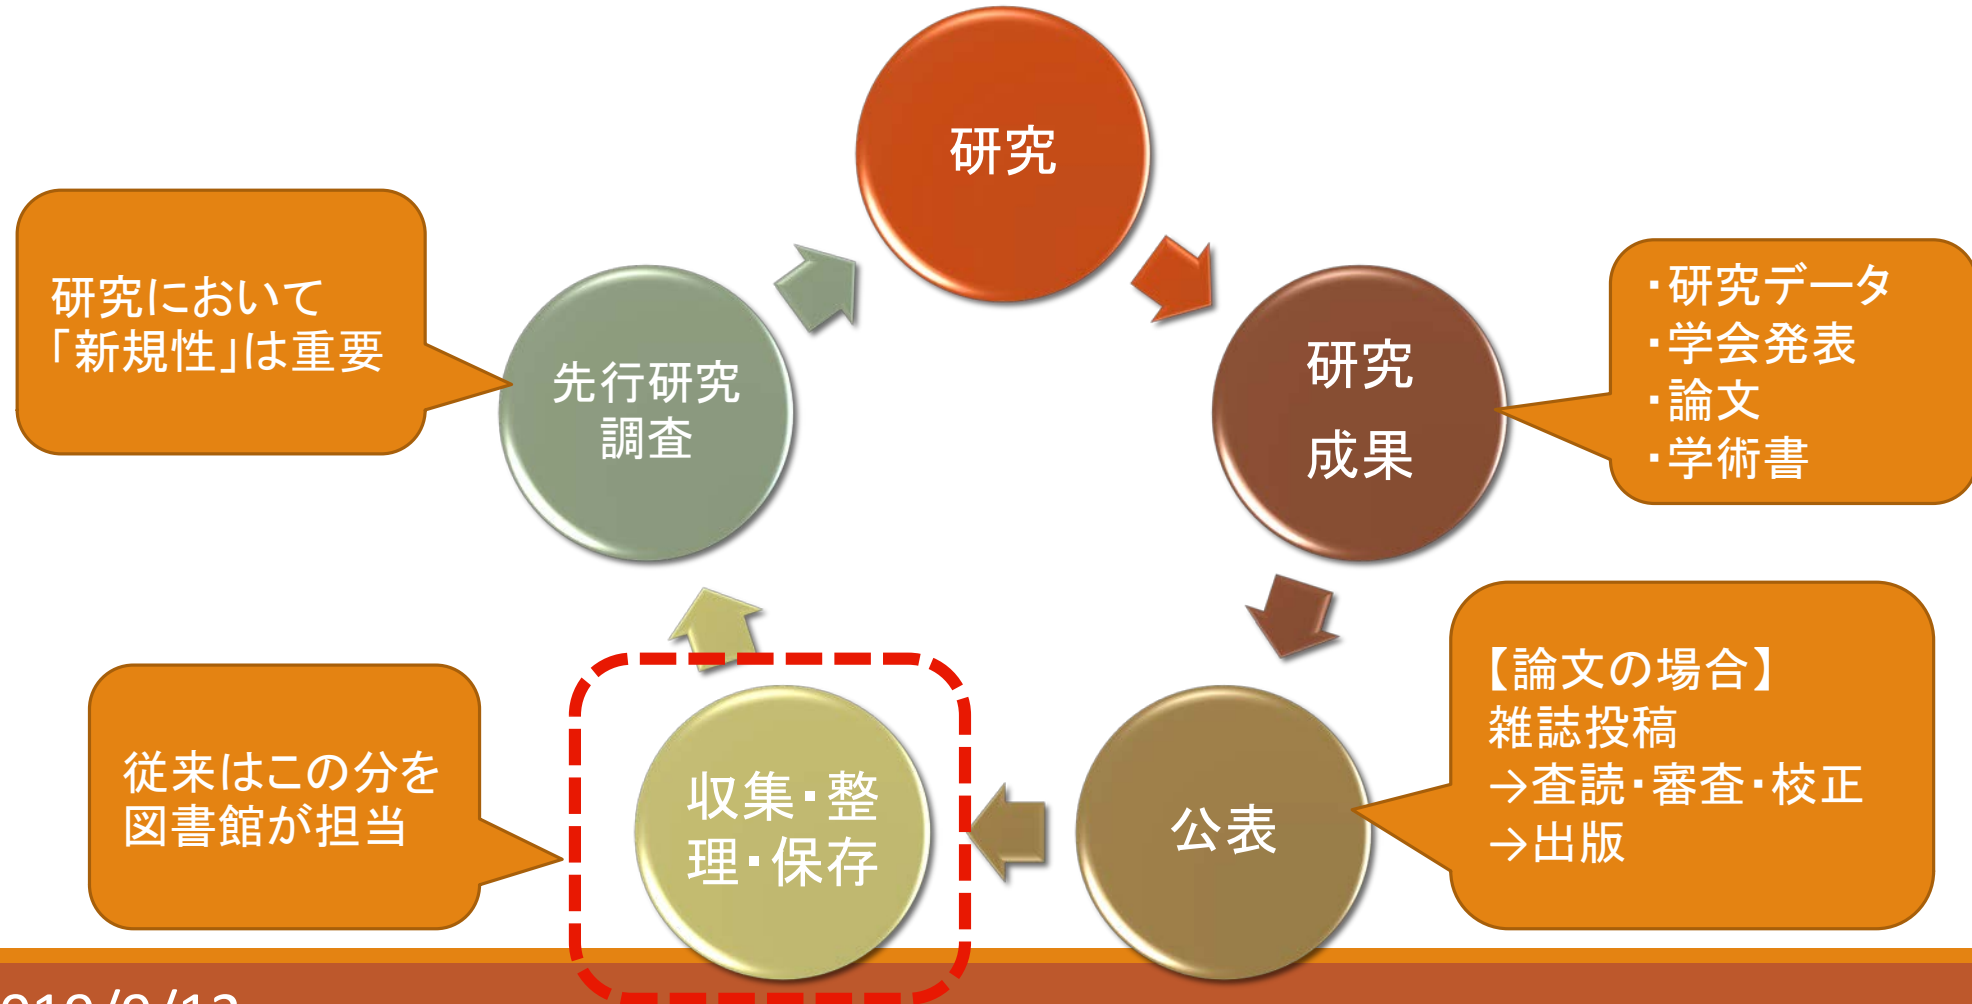 研究
研究において
「新規性」は重要
先行研究
調査
研究
成果
・研究データ
・学会発表
・論文
・学術書
【論文の場合】
雑誌投稿
→査読・審査・校正
→出版
公表
収集・整
理・保存
従来はこの分を
図書館が担当